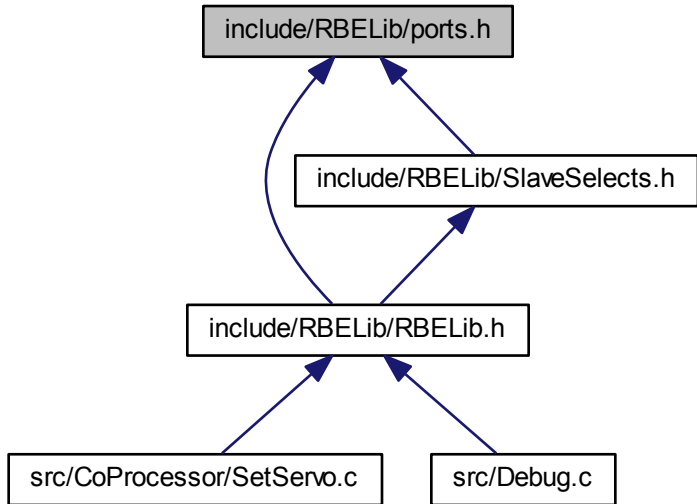 include/RBELib/ports.h
include/RBELib/SlaveSelects.h
include/RBELib/RBELib.h
src/CoProcessor/SetServo.c
src/Debug.c